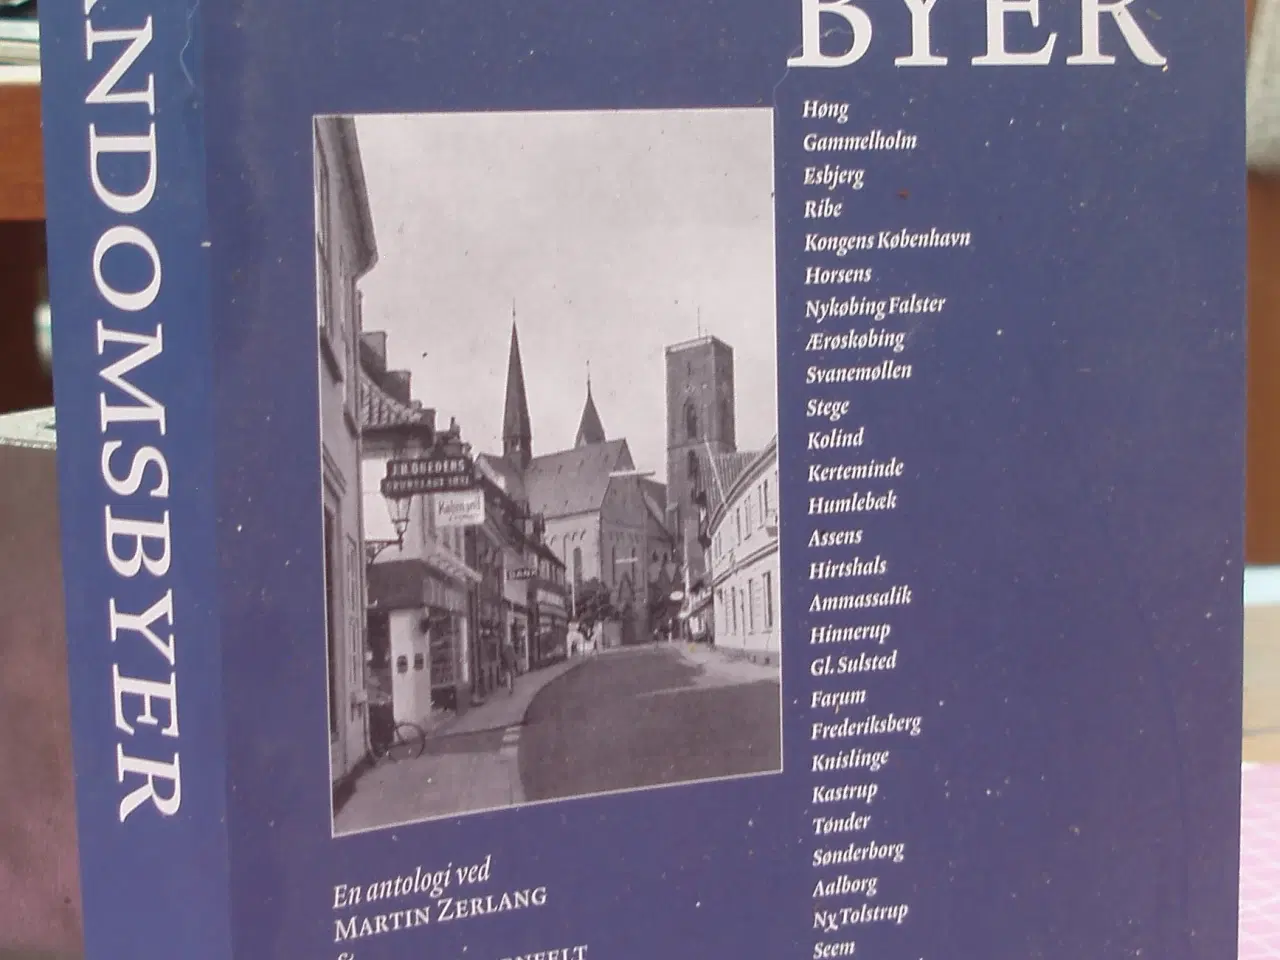 NDOMSBYER
BYER
Høng
Gammelholm
Esbjerg
Ribe
Kongens København
Horsens
Nykøbing Falster
Ærøskøbing
Svanemøllen
Stege
Kolind
Kerteminde
Humlebæk
Assens
Hirtshals
Ammassalik
Hinnerup
Gl. Sulsted
Farum
Frederiksberg
Knislinge
Kastrup
Tønder
Sønderborg
Aalborg
Ny Tolstrup
Seem
BANK
En antologi ved
MARTIN ZERLANG
&